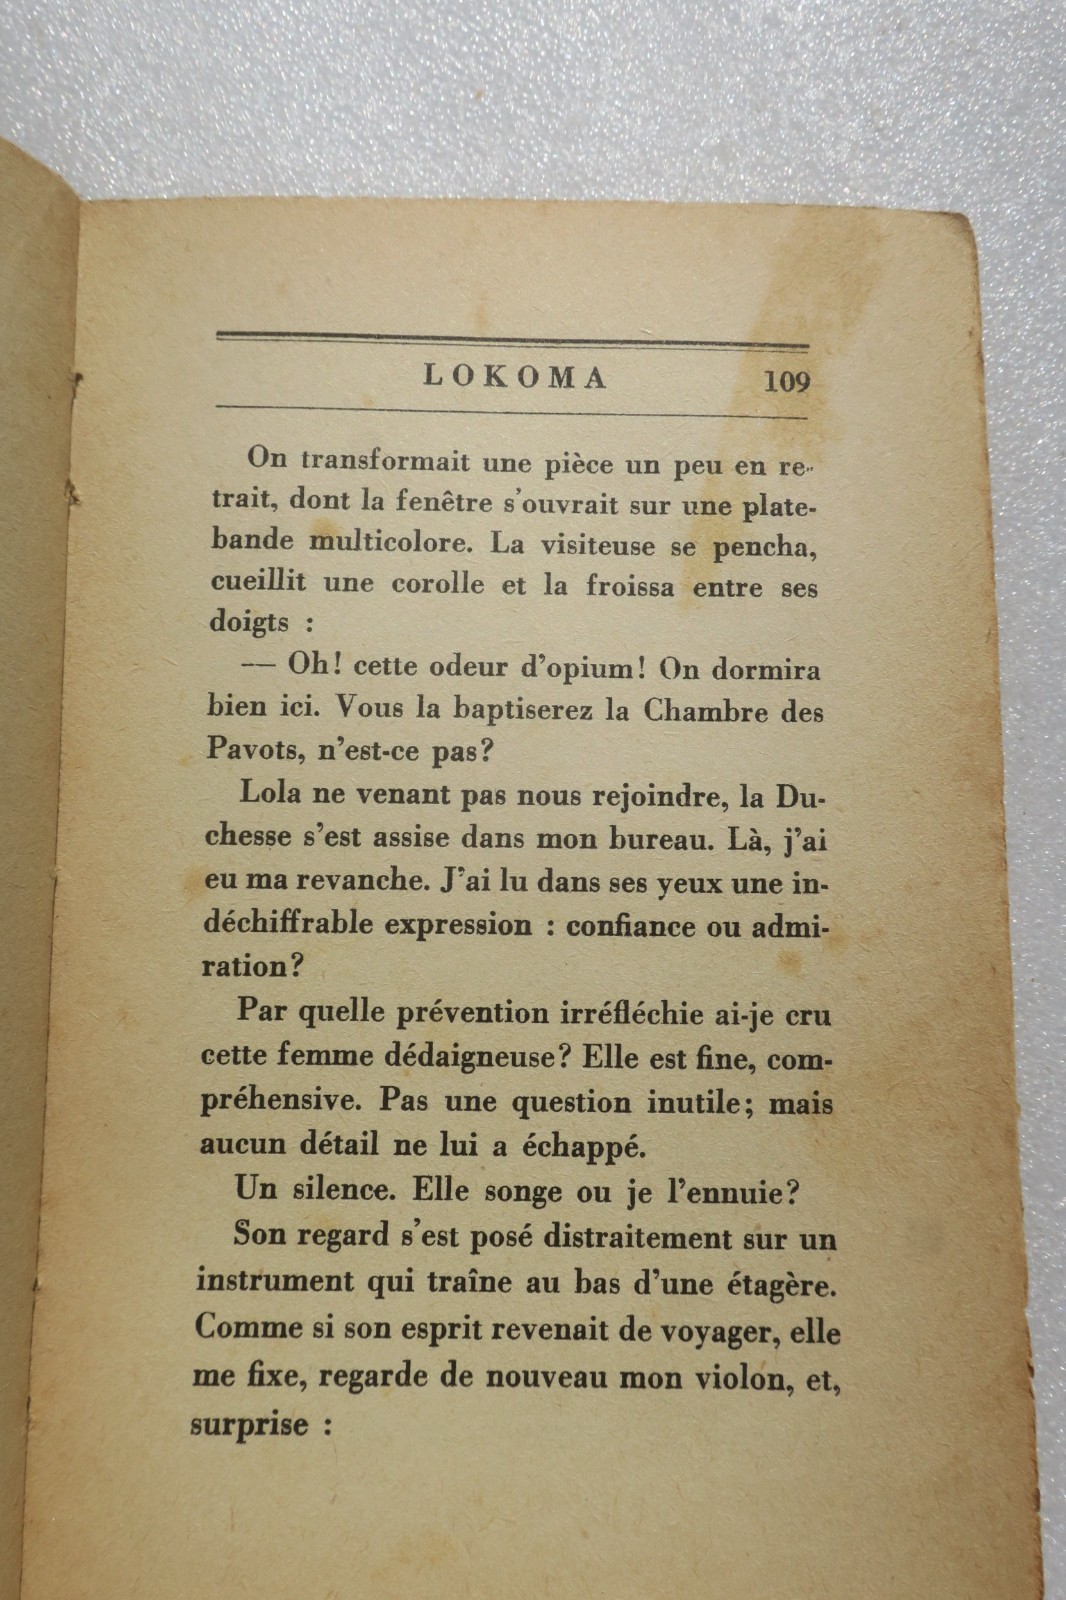 LOKOMA 109
On transformait une pièce un peu en re-
trait, dont la fenêtre s'ouvrait sur une plate-
bande multicolore. La visiteuse se pencha,
cueillit une corolle et la froissa entre ses
doigts :
— Oh! cette odeur d'opium! On dormira
bien ici. Vous la baptiserez la Chambre des
Pavots, n'est-ce pas?
Lola ne venant pas nous rejoindre, la Du-
chesse s'est assise dans mon bureau. Là, j'ai
eu ma revanche. J'ai lu dans ses yeux une in-
déchiffrable expression : confiance ou admi-
ration?
Par quelle prévention irréfléchie ai-je cru
cette femme dédaigneuse? Elle est fine, com-
préhensive. Pas une question inutile; mais
aucun détail ne lui a échappé.
Un silence. Elle songe ou je l'ennuie?
Son regard s'est posé distraitement sur un
instrument qui traîne au bas d'une étagère.
Comme si son esprit revenait de voyager, elle
me fixe, regarde de nouveau mon violon, et,
surprise :